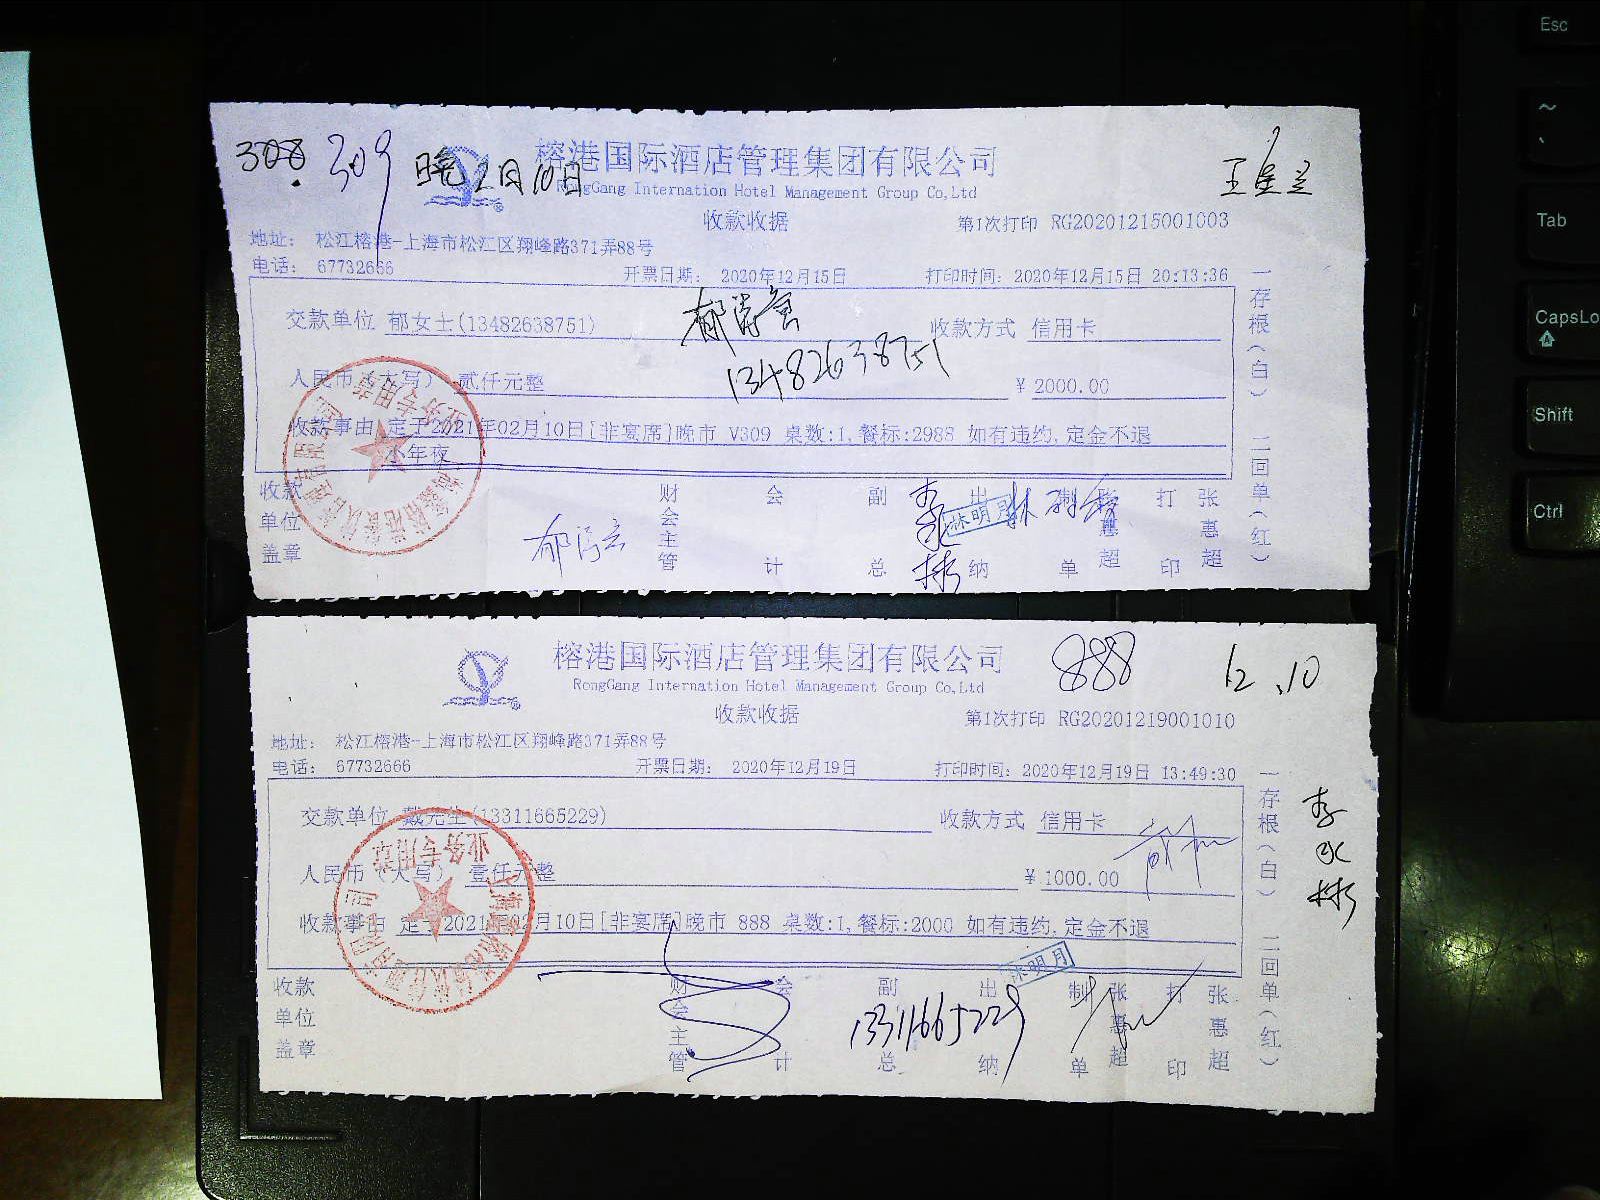 308 309 晚2月10日
榕港国际酒店管理集团有限公司
RongGang Internation Hotel Management Group Co,Ltd
收款收据 第1次打印 RG20201215001003
地址： 松江榕港-上海市松江区翔峰路371弄88号
电话： 67732666 开票日期： 2020年12月15日 打印时间：2020年12月15日 20:13:36
交款单位 郁女士(13482638751) 收款方式 信用卡
13482638751
人民币（大写） 贰仟元整 ￥2000.00
收款事由 定于2021年02月10日[非宴席]晚市 V309 桌数:1,餐标:2988 如有违约,定金不退
小年夜
收款单位盖章 财会主管 会计 副总 李永彬 出纳 林明月 制单 张惠超 打印 张惠超
一存根（白） 二回单（红）
业务专用章
榕港国际酒店管理集团有限公司 888 12.10
RongGang Internation Hotel Management Group Co,Ltd
收款收据 第1次打印 RG20201219001010
地址： 松江榕港-上海市松江区翔峰路371弄88号
电话： 67732666 开票日期： 2020年12月19日 打印时间：2020年12月19日 13:49:30
交款单位 戴先生(13311665229) 收款方式 信用卡
人民币（大写） 壹仟元整 ￥1000.00
收款事由 定于2021年02月10日[非宴席]晚市 888 桌数:1,餐标:2000 如有违约,定金不退
收款单位盖章 财会主管 会计 副总 出纳 林明月 制单 张惠超 打印 张惠超
13311665229
一存根（白） 二回单（红）
李永彬
业务专用章
Esc
~
Tab
CapsLo
Shift
Ctrl